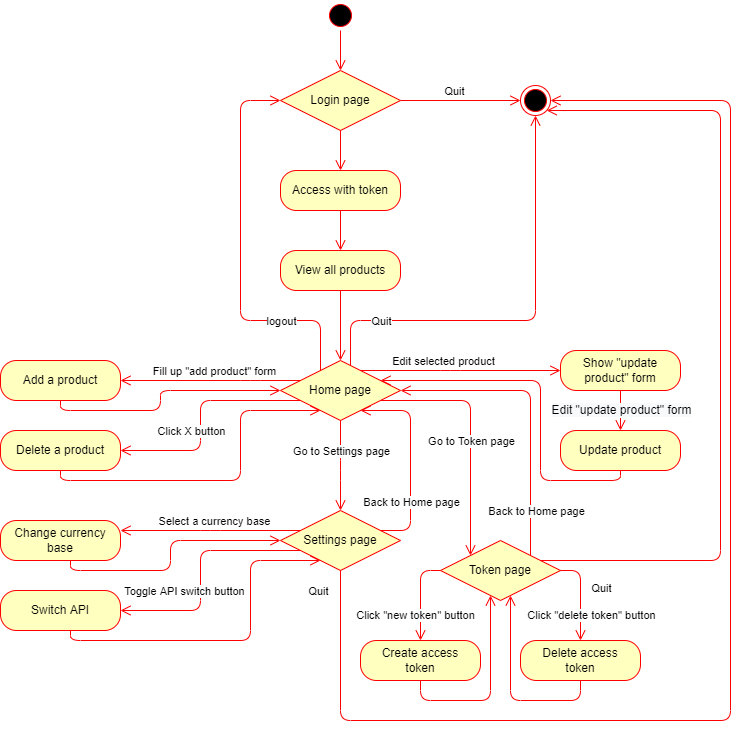 Login page
Quit
Access with token
View all products
logout
Quit
Edit selected product
Show "update
product" form
Fill up "add product" form
Add a product
Home page
Edit "update product" form
Click X button
Delete a product
Go to Settings page
Go to Token page
Update product
Back to Home page
Back to Home page
Select a currency base
Change currency
base
Settings page
Token page
Toggle API switch button
Quit
Quit
Switch API
Click "new token" button
Click "delete token" button
Create access
token
Delete access
token